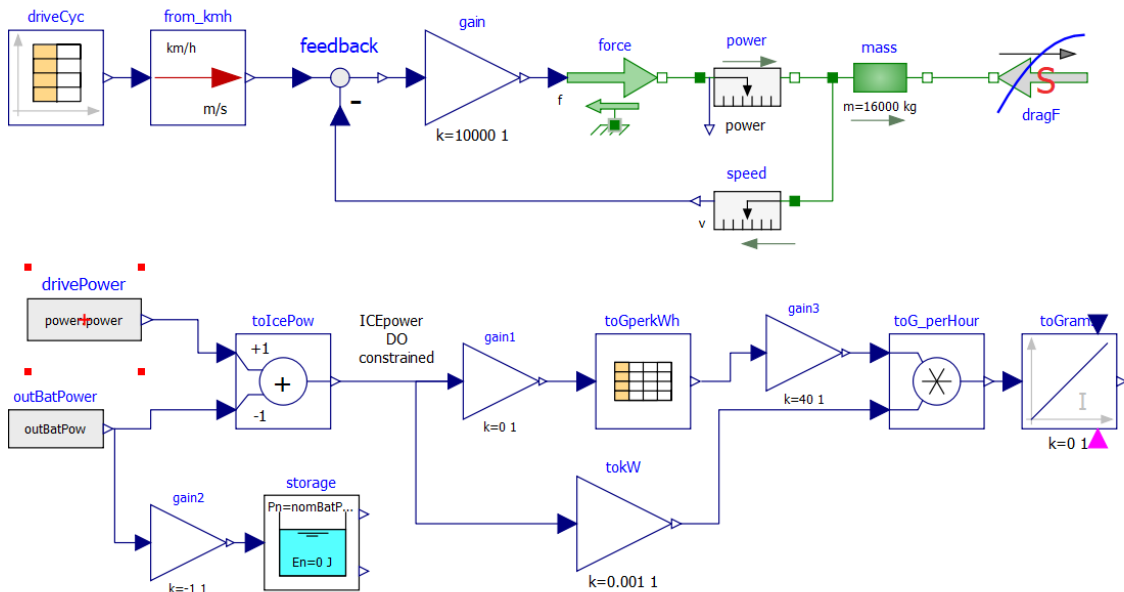 driveCyc
from_kmh
km/h
m/s
feedback
-
gain
k=10000 1
f
force
power
power
mass
m=16000 kg
S
dragF
speed
v
drivePower
power.power
toIcePow
+1
+
-1
ICEpower
DO
constrained
gain1
k=0 1
toGperkWh
gain3
k=40 1
toG_perHour
toGrams
I
k=0 1
outBatPower
outBatPow
gain2
k=-1 1
storage
Pn=nomBatP...
En=0 J
tokW
k=0.001 1